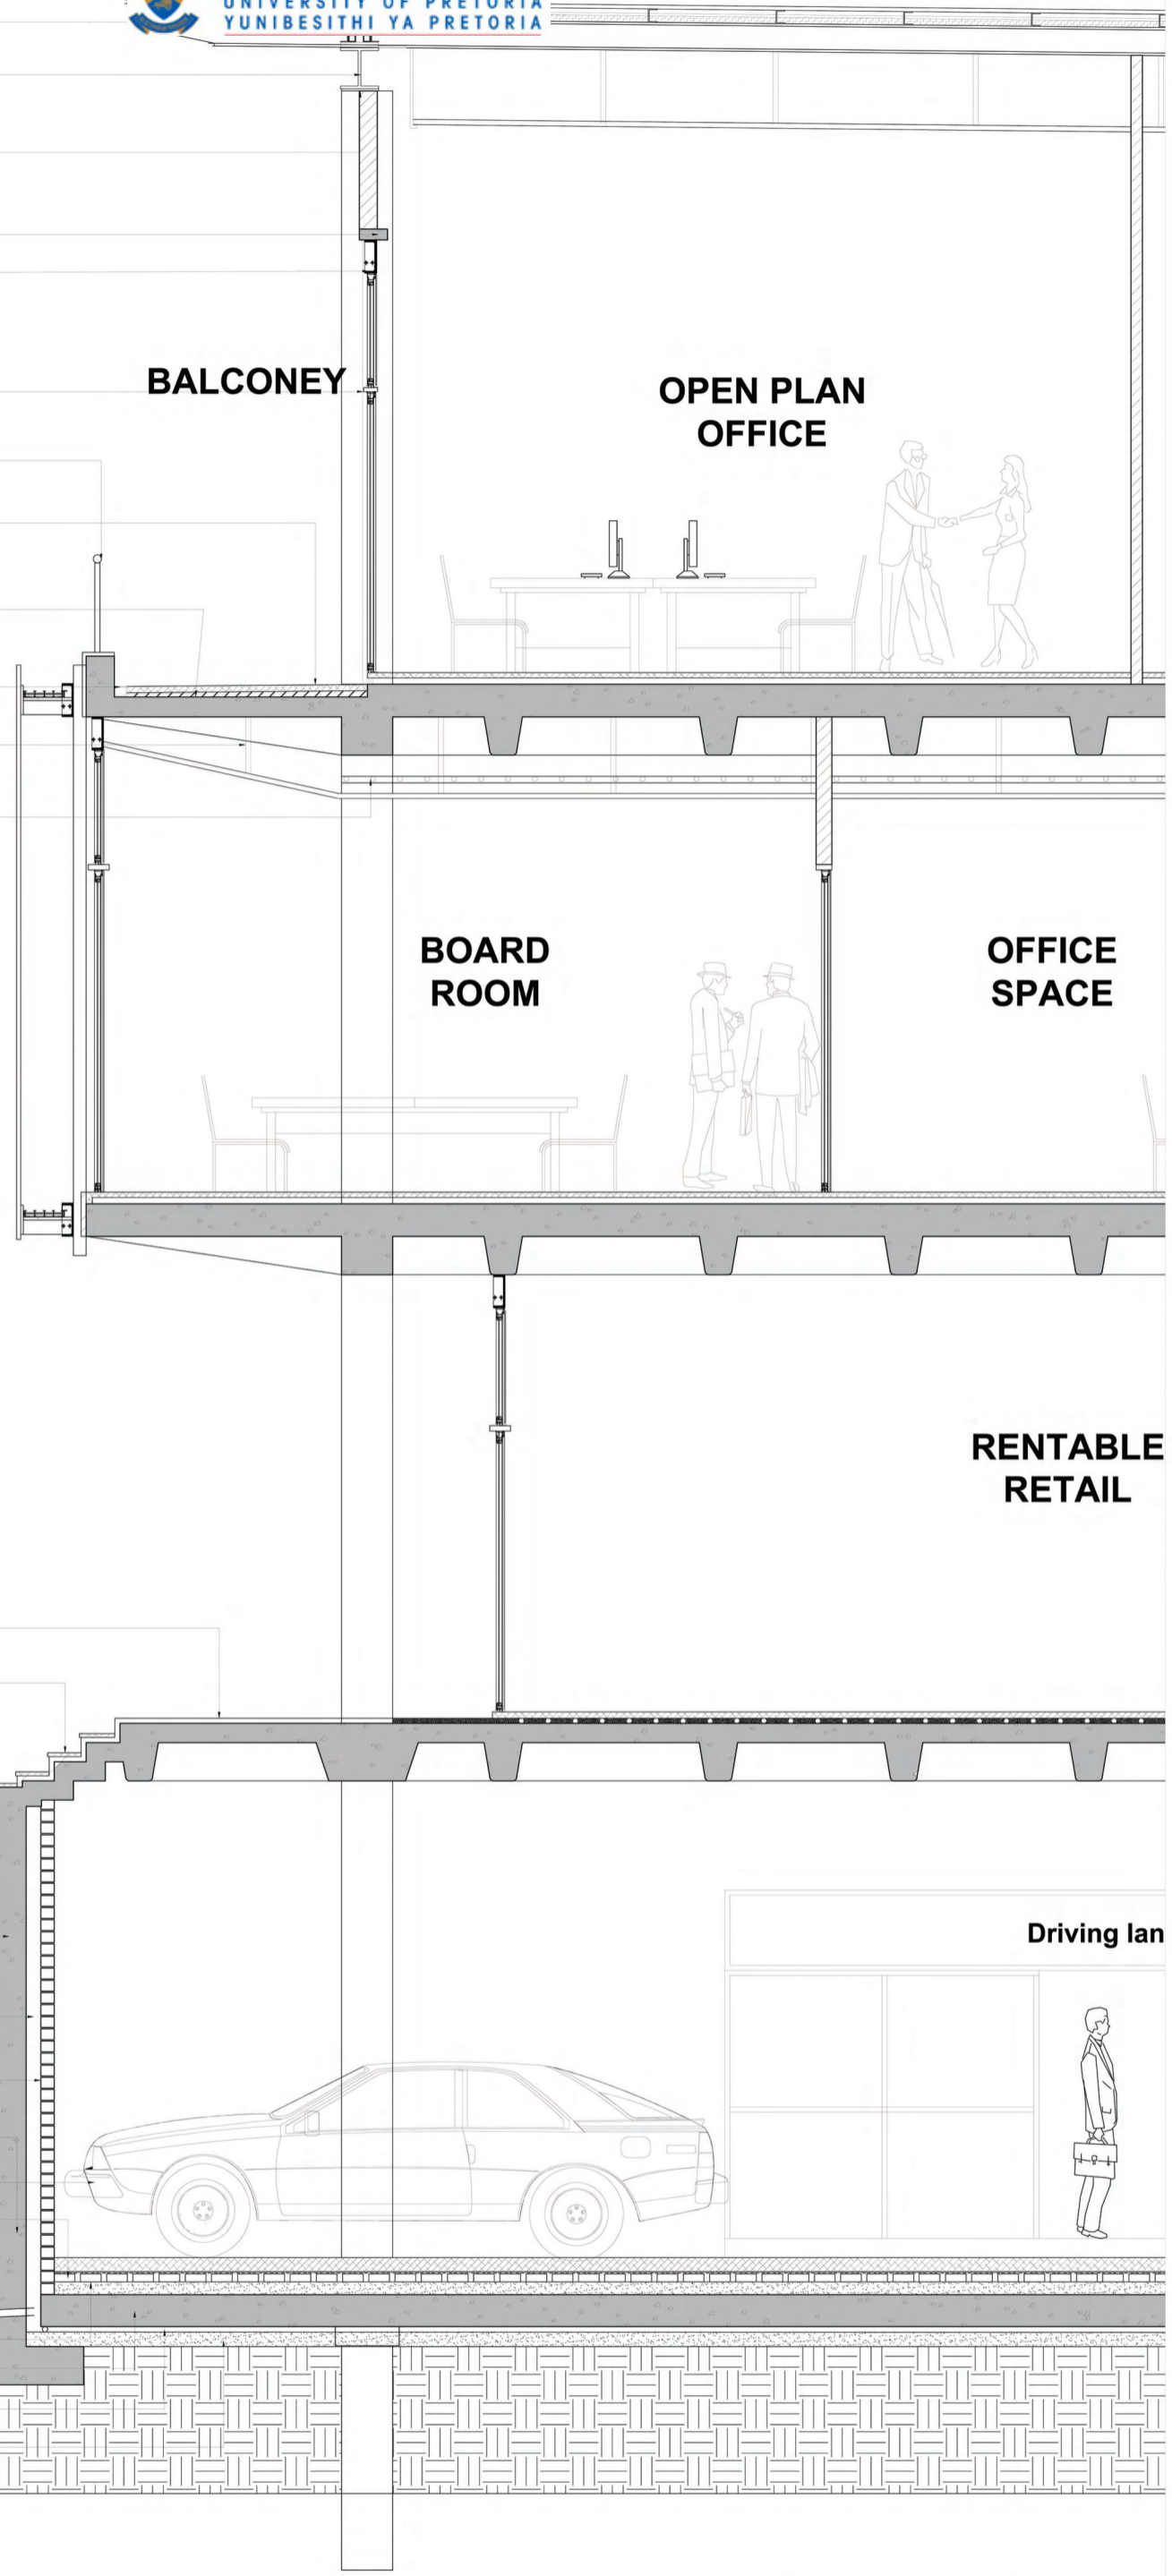 UNIVERSITY OF PRETORIA
YUNIBESITHI YA PRETORIA
BALCONEY
OPEN PLAN
OFFICE
BOARD
ROOM
OFFICE
SPACE
RENTABLE
RETAIL
Driving lan